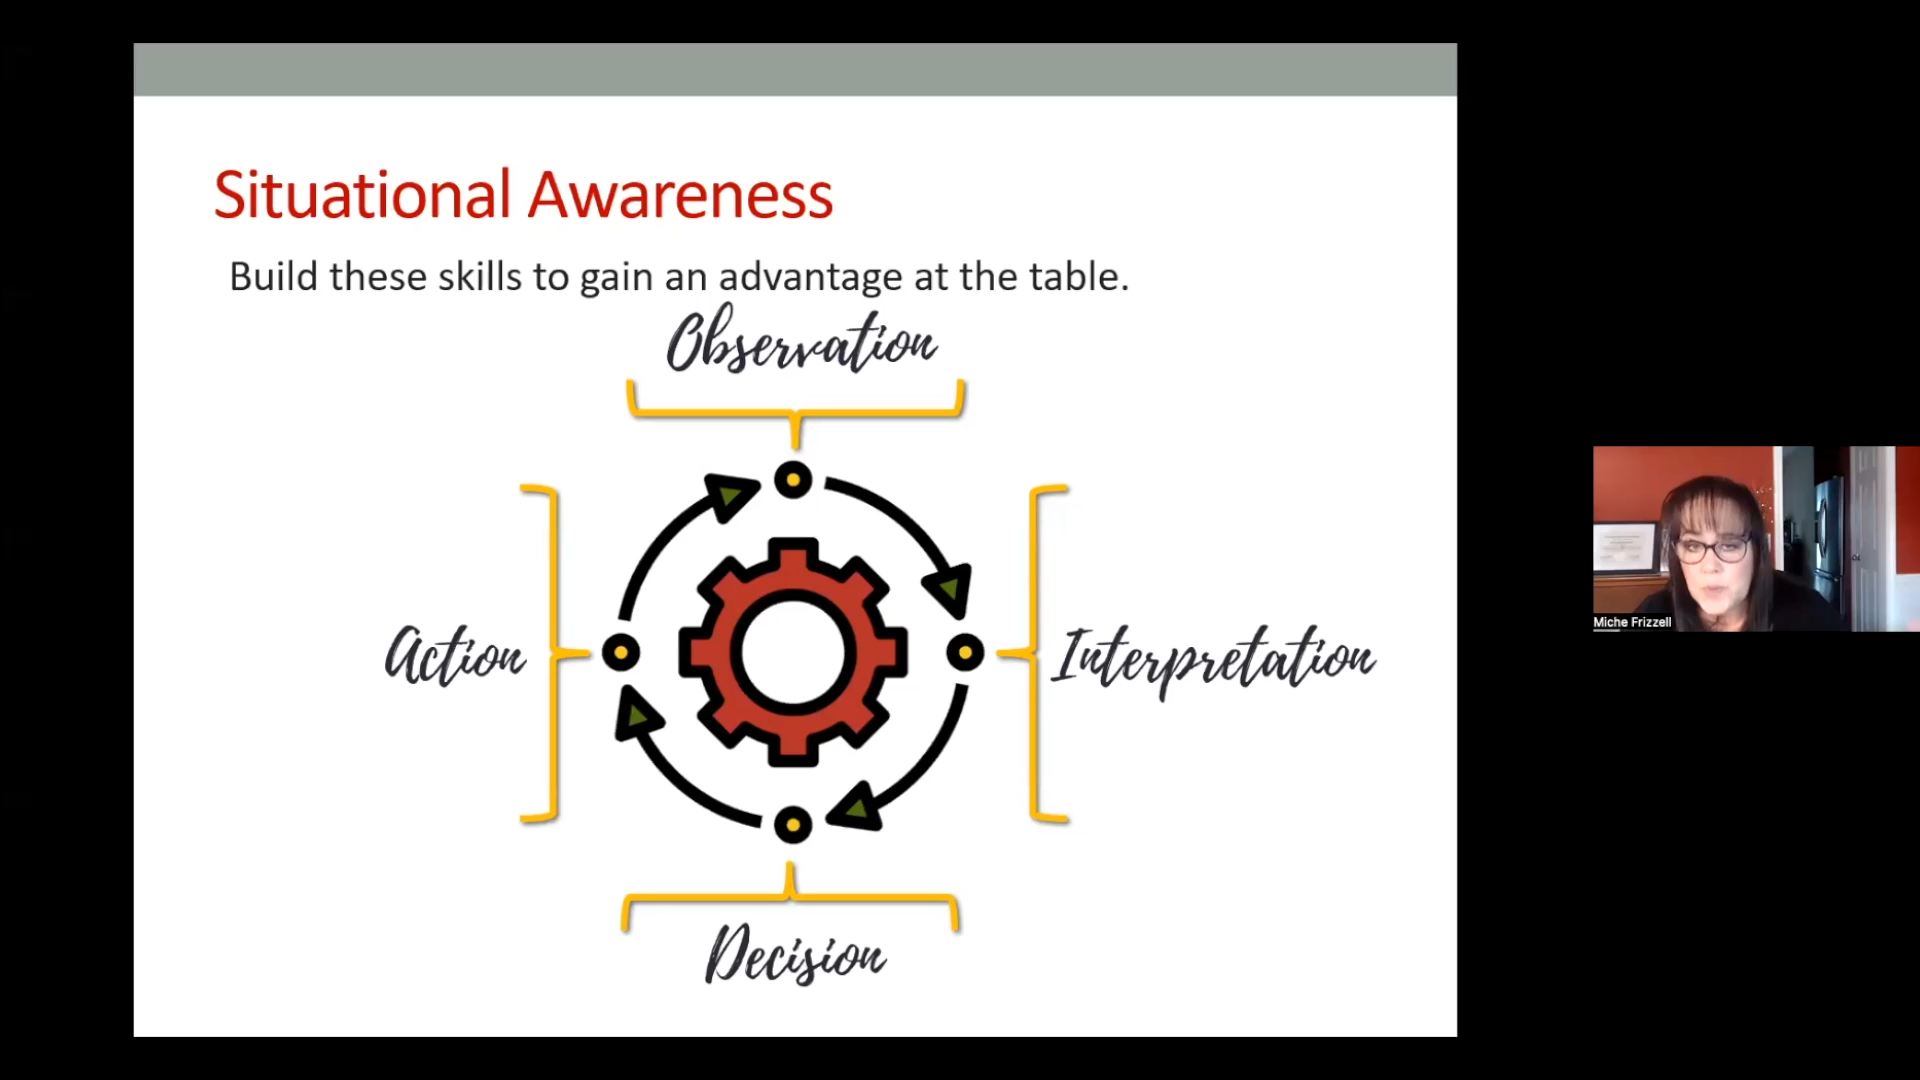 Situational Awareness
Build these skills to gain an advantage at the table.
Observation
Action
Interpretation
Decision
Miche Frizzell